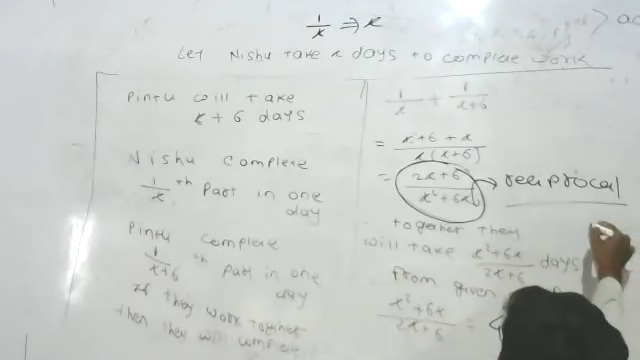 1/x ⇒ x
Let Nishu take x days to complete work
Pintu will take
x + 6 days
Nishu complete
1/x th part in one
day
Pintu complete
1/x+6 th part in one
day
If they work together
then they will complete
1/x + 1/x+6
= x+6+x / x(x+6)
= 2x+6 / x²+6x → reciprocal
together they
will take x²+6x / 2x+6 days
From given
x²+6x / 2x+6 =